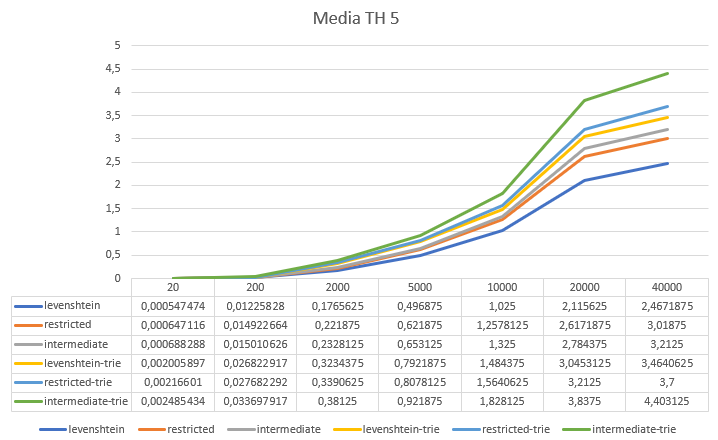 Media TH 5
5
4,5
4
3,5
3
2,5
2
1,5
1
0,5
0
20 200 2000 5000 10000 20000 40000
levenshtein 0,000547474 0,01225828 0,1765625 0,496875 1,025 2,115625 2,4671875
restricted 0,000647116 0,014922664 0,221875 0,621875 1,2578125 2,6171875 3,01875
intermediate 0,000688288 0,015010626 0,2328125 0,653125 1,325 2,784375 3,2125
levenshtein-trie 0,002005897 0,026822917 0,3234375 0,7921875 1,484375 3,0453125 3,4640625
restricted-trie 0,00216601 0,027682292 0,3390625 0,8078125 1,5640625 3,2125 3,7
intermediate-trie 0,002485434 0,033697917 0,38125 0,921875 1,828125 3,8375 4,403125
levenshtein restricted intermediate levenshtein-trie restricted-trie intermediate-trie